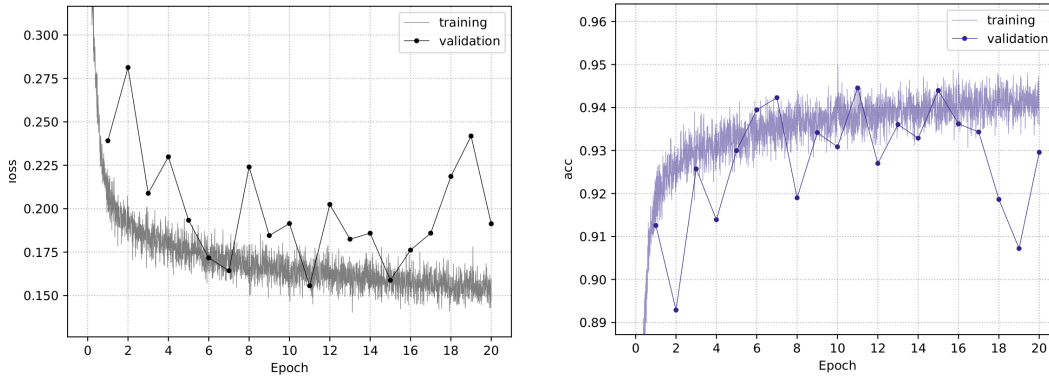 0.300
0.275
0.250
0.225
0.200
0.175
0.150
loss
0 2 4 6 8 10 12 14 16 18 20
Epoch
training
validation
0.96
0.95
0.94
0.93
0.92
0.91
0.90
0.89
acc
0 2 4 6 8 10 12 14 16 18 20
Epoch
training
validation